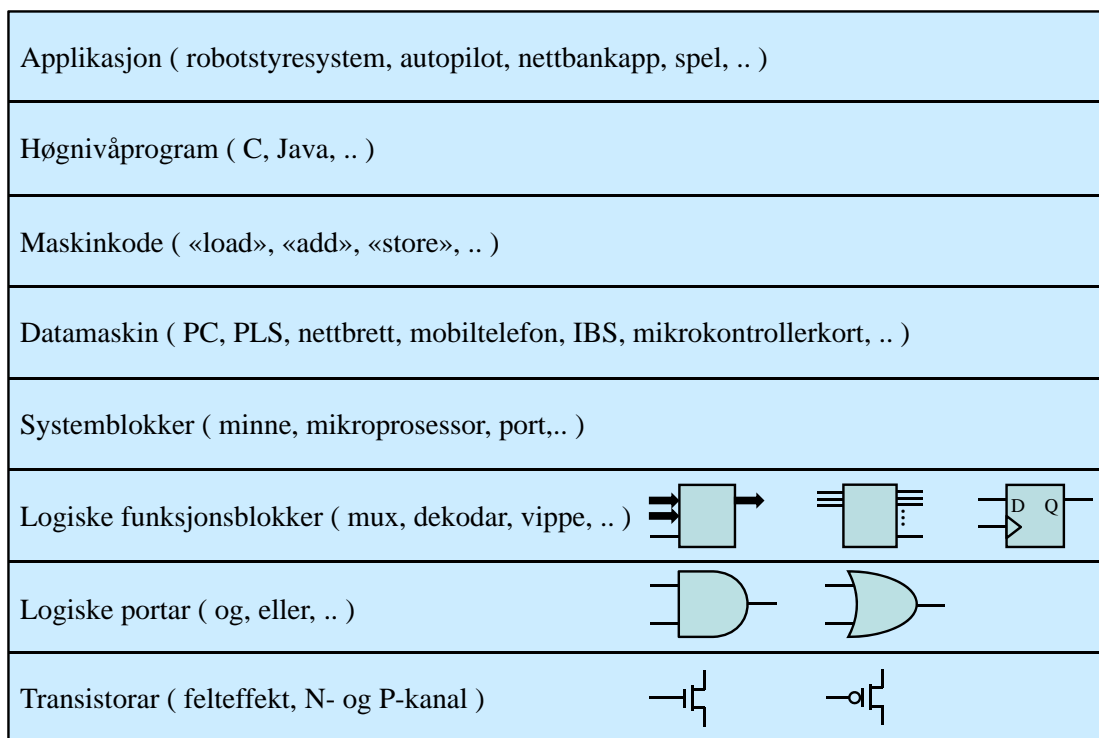 Applikasjon ( robotstyresystem, autopilot, nettbankapp, spel, .. )
Høgnivåprogram ( C, Java, .. )
Maskinkode ( «load», «add», «store», .. )
Datamaskin ( PC, PLS, nettbrett, mobiltelefon, IBS, mikrokontrollerkort, .. )
Systemblokker ( minne, mikroprosessor, port,.. )
Logiske funksjonsblokker ( mux, dekodar, vippe, .. )
D Q
Logiske portar ( og, eller, .. )
Transistorar ( felteffekt, N- og P-kanal )